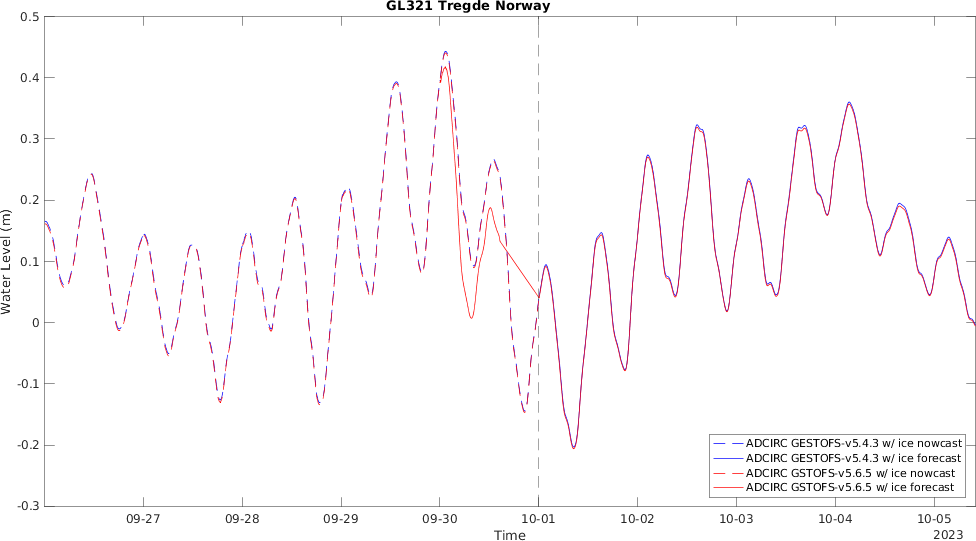 GL321 Tregde Norway
0.5
0.4
0.3
0.2
0.1
0
-0.1
-0.2
-0.3
Water Level (m)
ADCIRC GESTOFS-v5.4.3 w/ ice nowcast
ADCIRC GESTOFS-v5.4.3 w/ ice forecast
ADCIRC GSTOFS-v5.6.5 w/ ice nowcast
ADCIRC GSTOFS-v5.6.5 w/ ice forecast
09-27 09-28 09-29 09-30 10-01 10-02 10-03 10-04 10-05
Time
2023